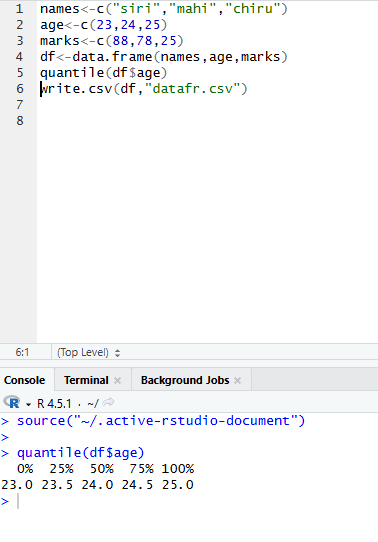 1 names<-c("siri","mahi","chiru")
2 age<-c(23,24,25)
3 marks<-c(88,78,25)
4 df<-data.frame(names,age,marks)
5 quantile(df$age)
6 write.csv(df,"datafr.csv")
7
8
6:1 (Top Level)
Console Terminal × Background Jobs ×
R R 4.5.1 · ~/
> source("~/.active-rstudio-document")
>
> quantile(df$age)
0% 25% 50% 75% 100%
23.0 23.5 24.0 24.5 25.0
>